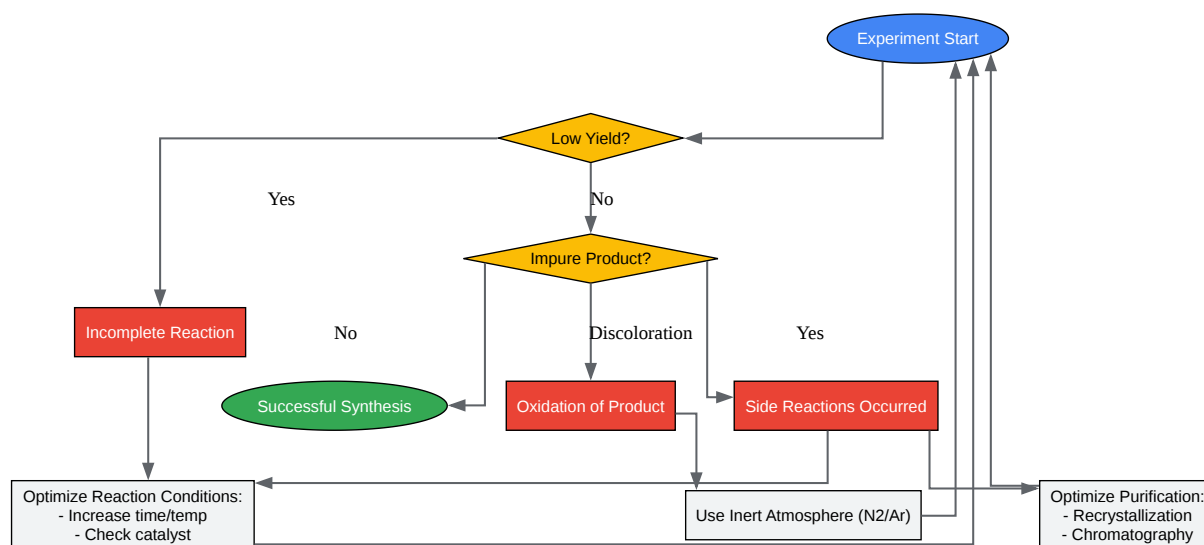 Experiment Start
Low Yield?
Yes
No
Impure Product?
Incomplete Reaction
No
Discoloration
Yes
Successful Synthesis
Oxidation of Product
Side Reactions Occurred
Optimize Reaction Conditions:
- Increase time/temp
- Check catalyst
Use Inert Atmosphere (N2/Ar)
Optimize Purification:
- Recrystallization
- Chromatography